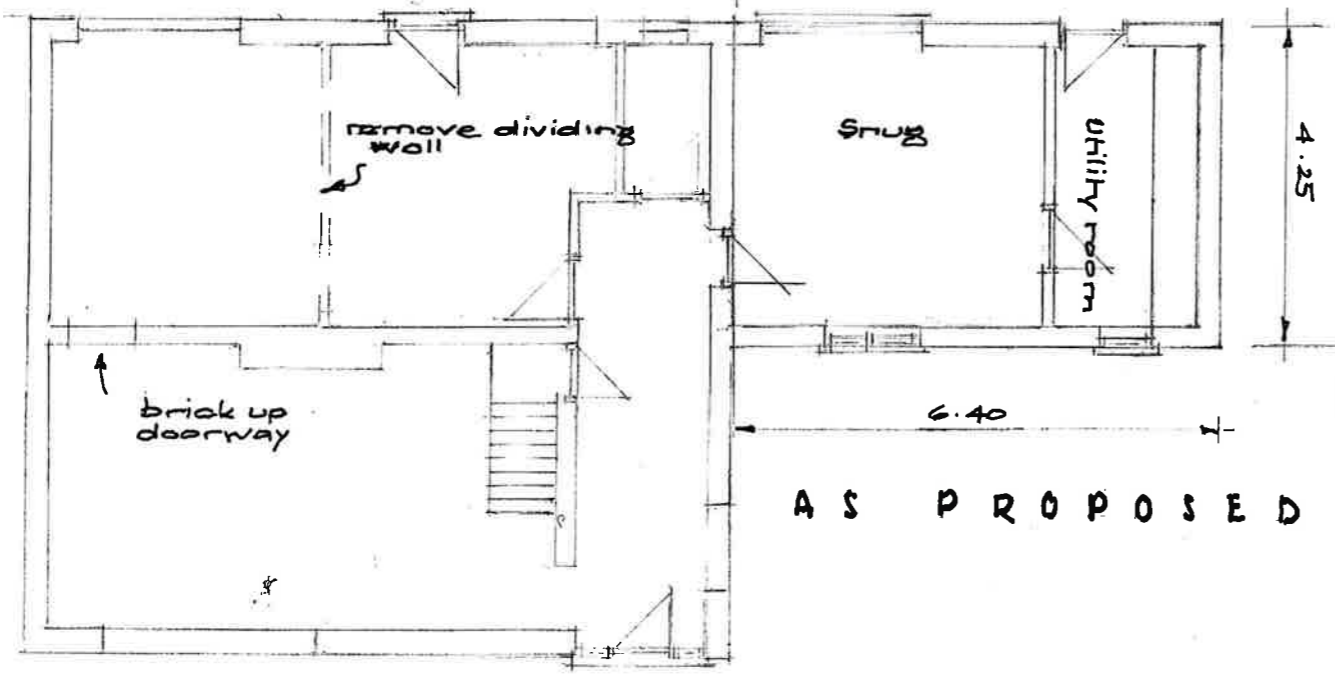 remove dividing
wall
Snug
utility room
4.25
brick up
doorway
6.40
AS PROPOSED